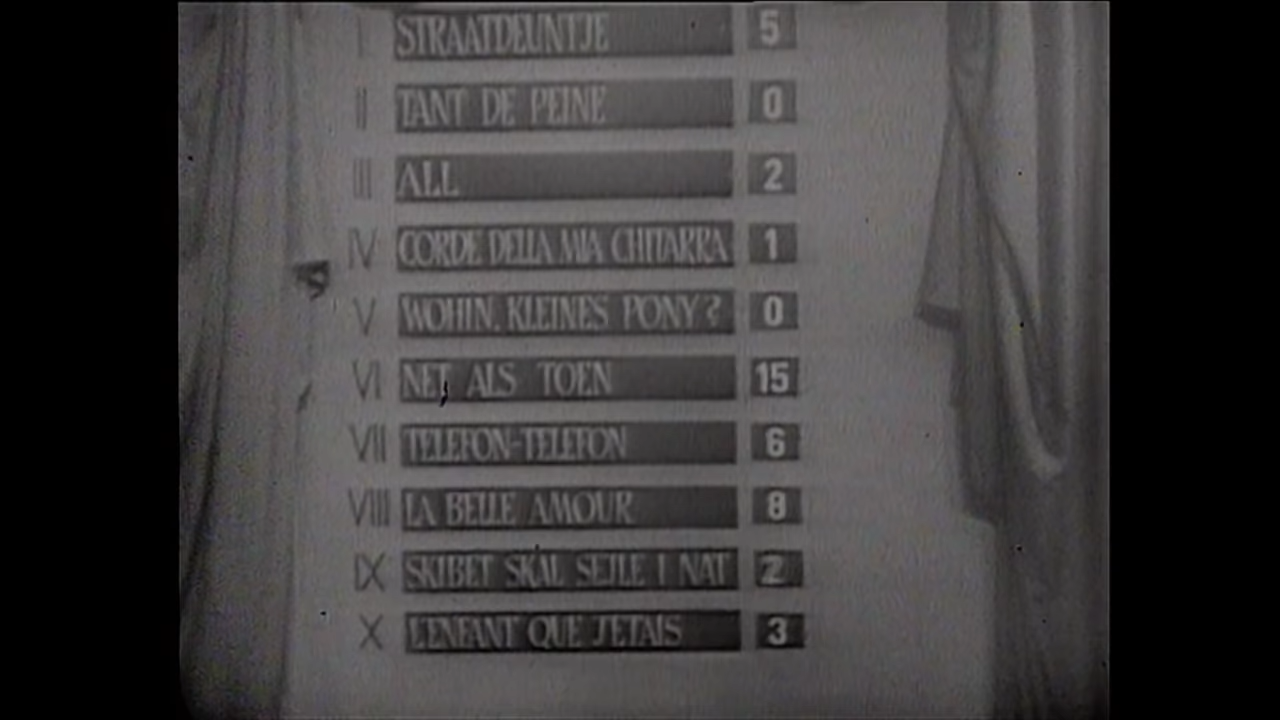 I STRAATDEUNTJE 5
II TANT DE PEINE 0
III ALL 2
IV CORDE DELLA MIA CHITARRA 1
V WOHIN, KLEINES PONY? 0
VI NET ALS TOEN 15
VII TELEFON-TELEFON 6
VIII LA BELLE AMOUR 8
IX SKIBET SKAL SEJLE I NAT 2
X L'ENFANT QUE J'ETAIS 3